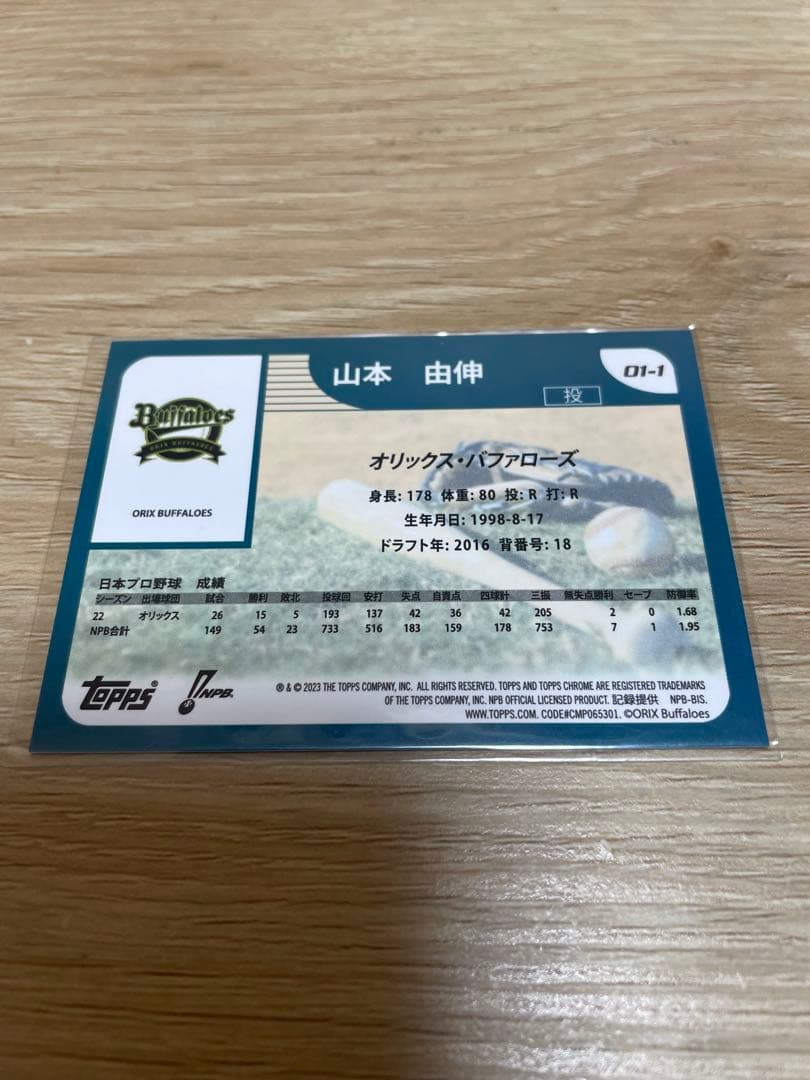 山本 由伸
01-1
投
Buffaloes
ORIX BUFFALOES
ORIX BUFFALOES
オリックス・バファローズ
身長: 178 体重: 80 投: R 打: R
生年月日: 1998-8-17
ドラフト年: 2016 背番号: 18
日本プロ野球 成績
シーズン 出場球団 試合 勝利 敗北 投球回 安打 失点 自責点 四球計 三振 無失点勝利 セーブ 防御率
22 オリックス 26 15 5 193 137 42 36 42 205 2 0 1.68
NPB合計 149 54 23 733 516 183 159 178 753 7 1 1.95
TOPPS® NPB.
® & © 2023 THE TOPPS COMPANY, INC. ALL RIGHTS RESERVED. TOPPS AND TOPPS CHROME ARE REGISTERED TRADEMARKS
OF THE TOPPS COMPANY, INC. NPB OFFICIAL LICENSED PRODUCT. 記録提供 NPB-BIS.
WWW.TOPPS.COM. CODE#CMP065301. ©ORIX Buffaloes